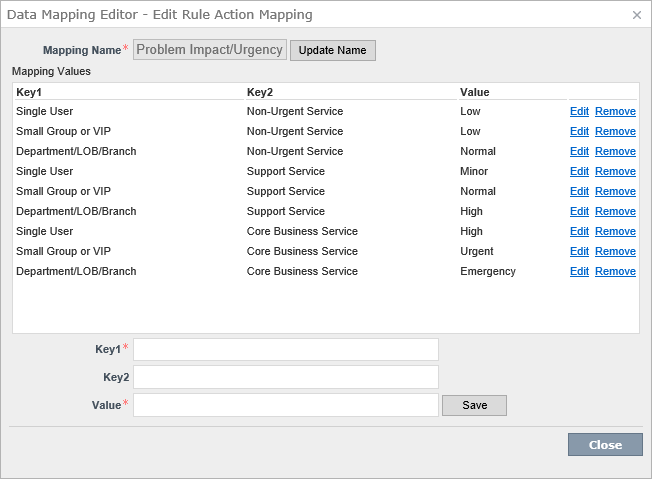 Data Mapping Editor - Edit Rule Action Mapping ×
Mapping Name* Problem Impact/Urgency Update Name
Mapping Values
Key1 Key2 Value
Single User Non-Urgent Service Low Edit Remove
Small Group or VIP Non-Urgent Service Low Edit Remove
Department/LOB/Branch Non-Urgent Service Normal Edit Remove
Single User Support Service Minor Edit Remove
Small Group or VIP Support Service Normal Edit Remove
Department/LOB/Branch Support Service High Edit Remove
Single User Core Business Service High Edit Remove
Small Group or VIP Core Business Service Urgent Edit Remove
Department/LOB/Branch Core Business Service Emergency Edit Remove
Key1*
Key2
Value* Save
Close